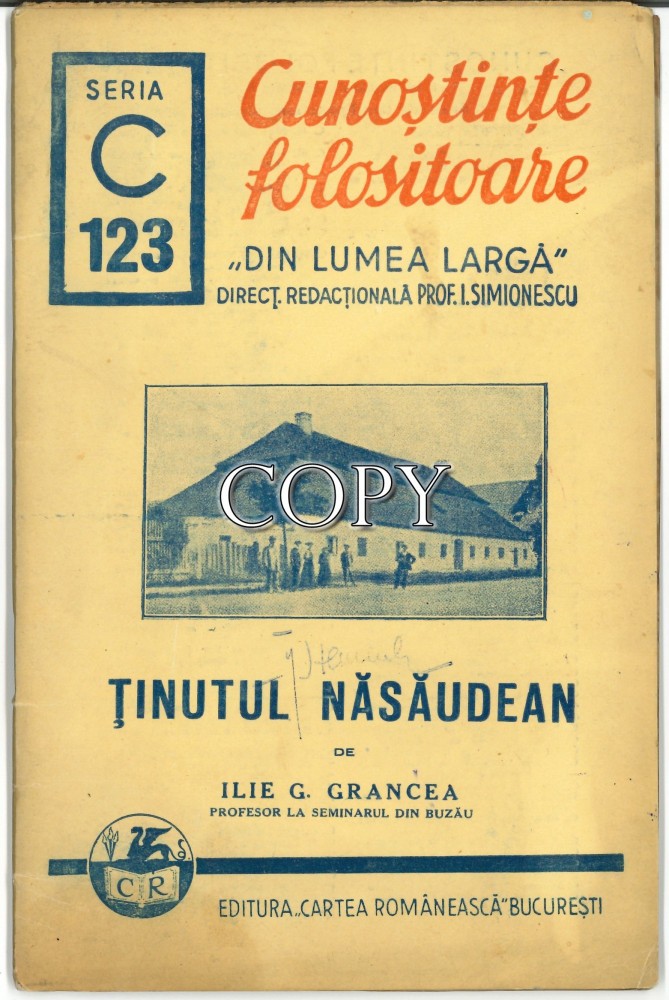 SERIA
C
123
Cunoștințe
folositoare
„DIN LUMEA LARGĂ"
DIRECȚ. REDACȚIONALĂ PROF. I. SIMIONESCU
COPY
ȚINUTUL NĂSĂUDEAN
DE
ILIE G. GRANCEA
PROFESOR LA SEMINARUL DIN BUZĂU
C R
EDITURA „CARTEA ROMÂNEASCĂ" BUCUREȘTI